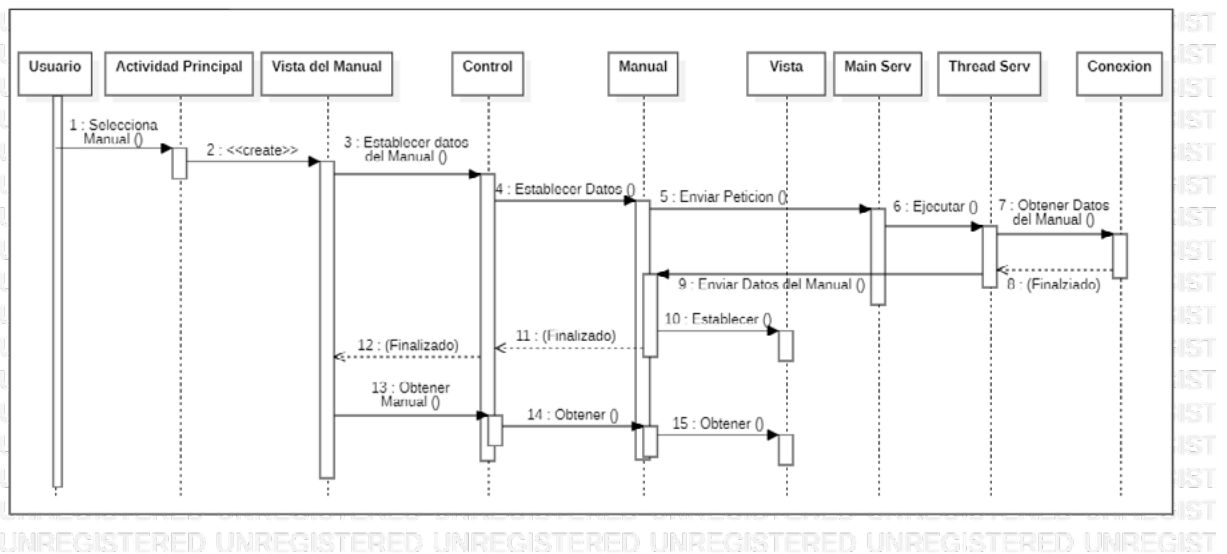 Usuario
Actividad Principal
Vista del Manual
Control
Manual
Vista
Main Serv
Thread Serv
Conexion
1 : Selecciona
Manual ()
2 : <<create>>
3 : Establecer datos
del Manual ()
4 : Establecer Datos ()
5 : Enviar Peticion ()
6 : Ejecutar ()
7 : Obtener Datos
del Manual ()
8 : (Finalziado)
9 : Enviar Datos del Manual ()
10 : Establecer ()
11 : (Finalizado)
12 : (Finalizado)
13 : Obtener
Manual ()
14 : Obtener ()
15 : Obtener ()
UNREGISTERED UNREGISTERED UNREGISTERED UNREGISTERED UNREGISTERED